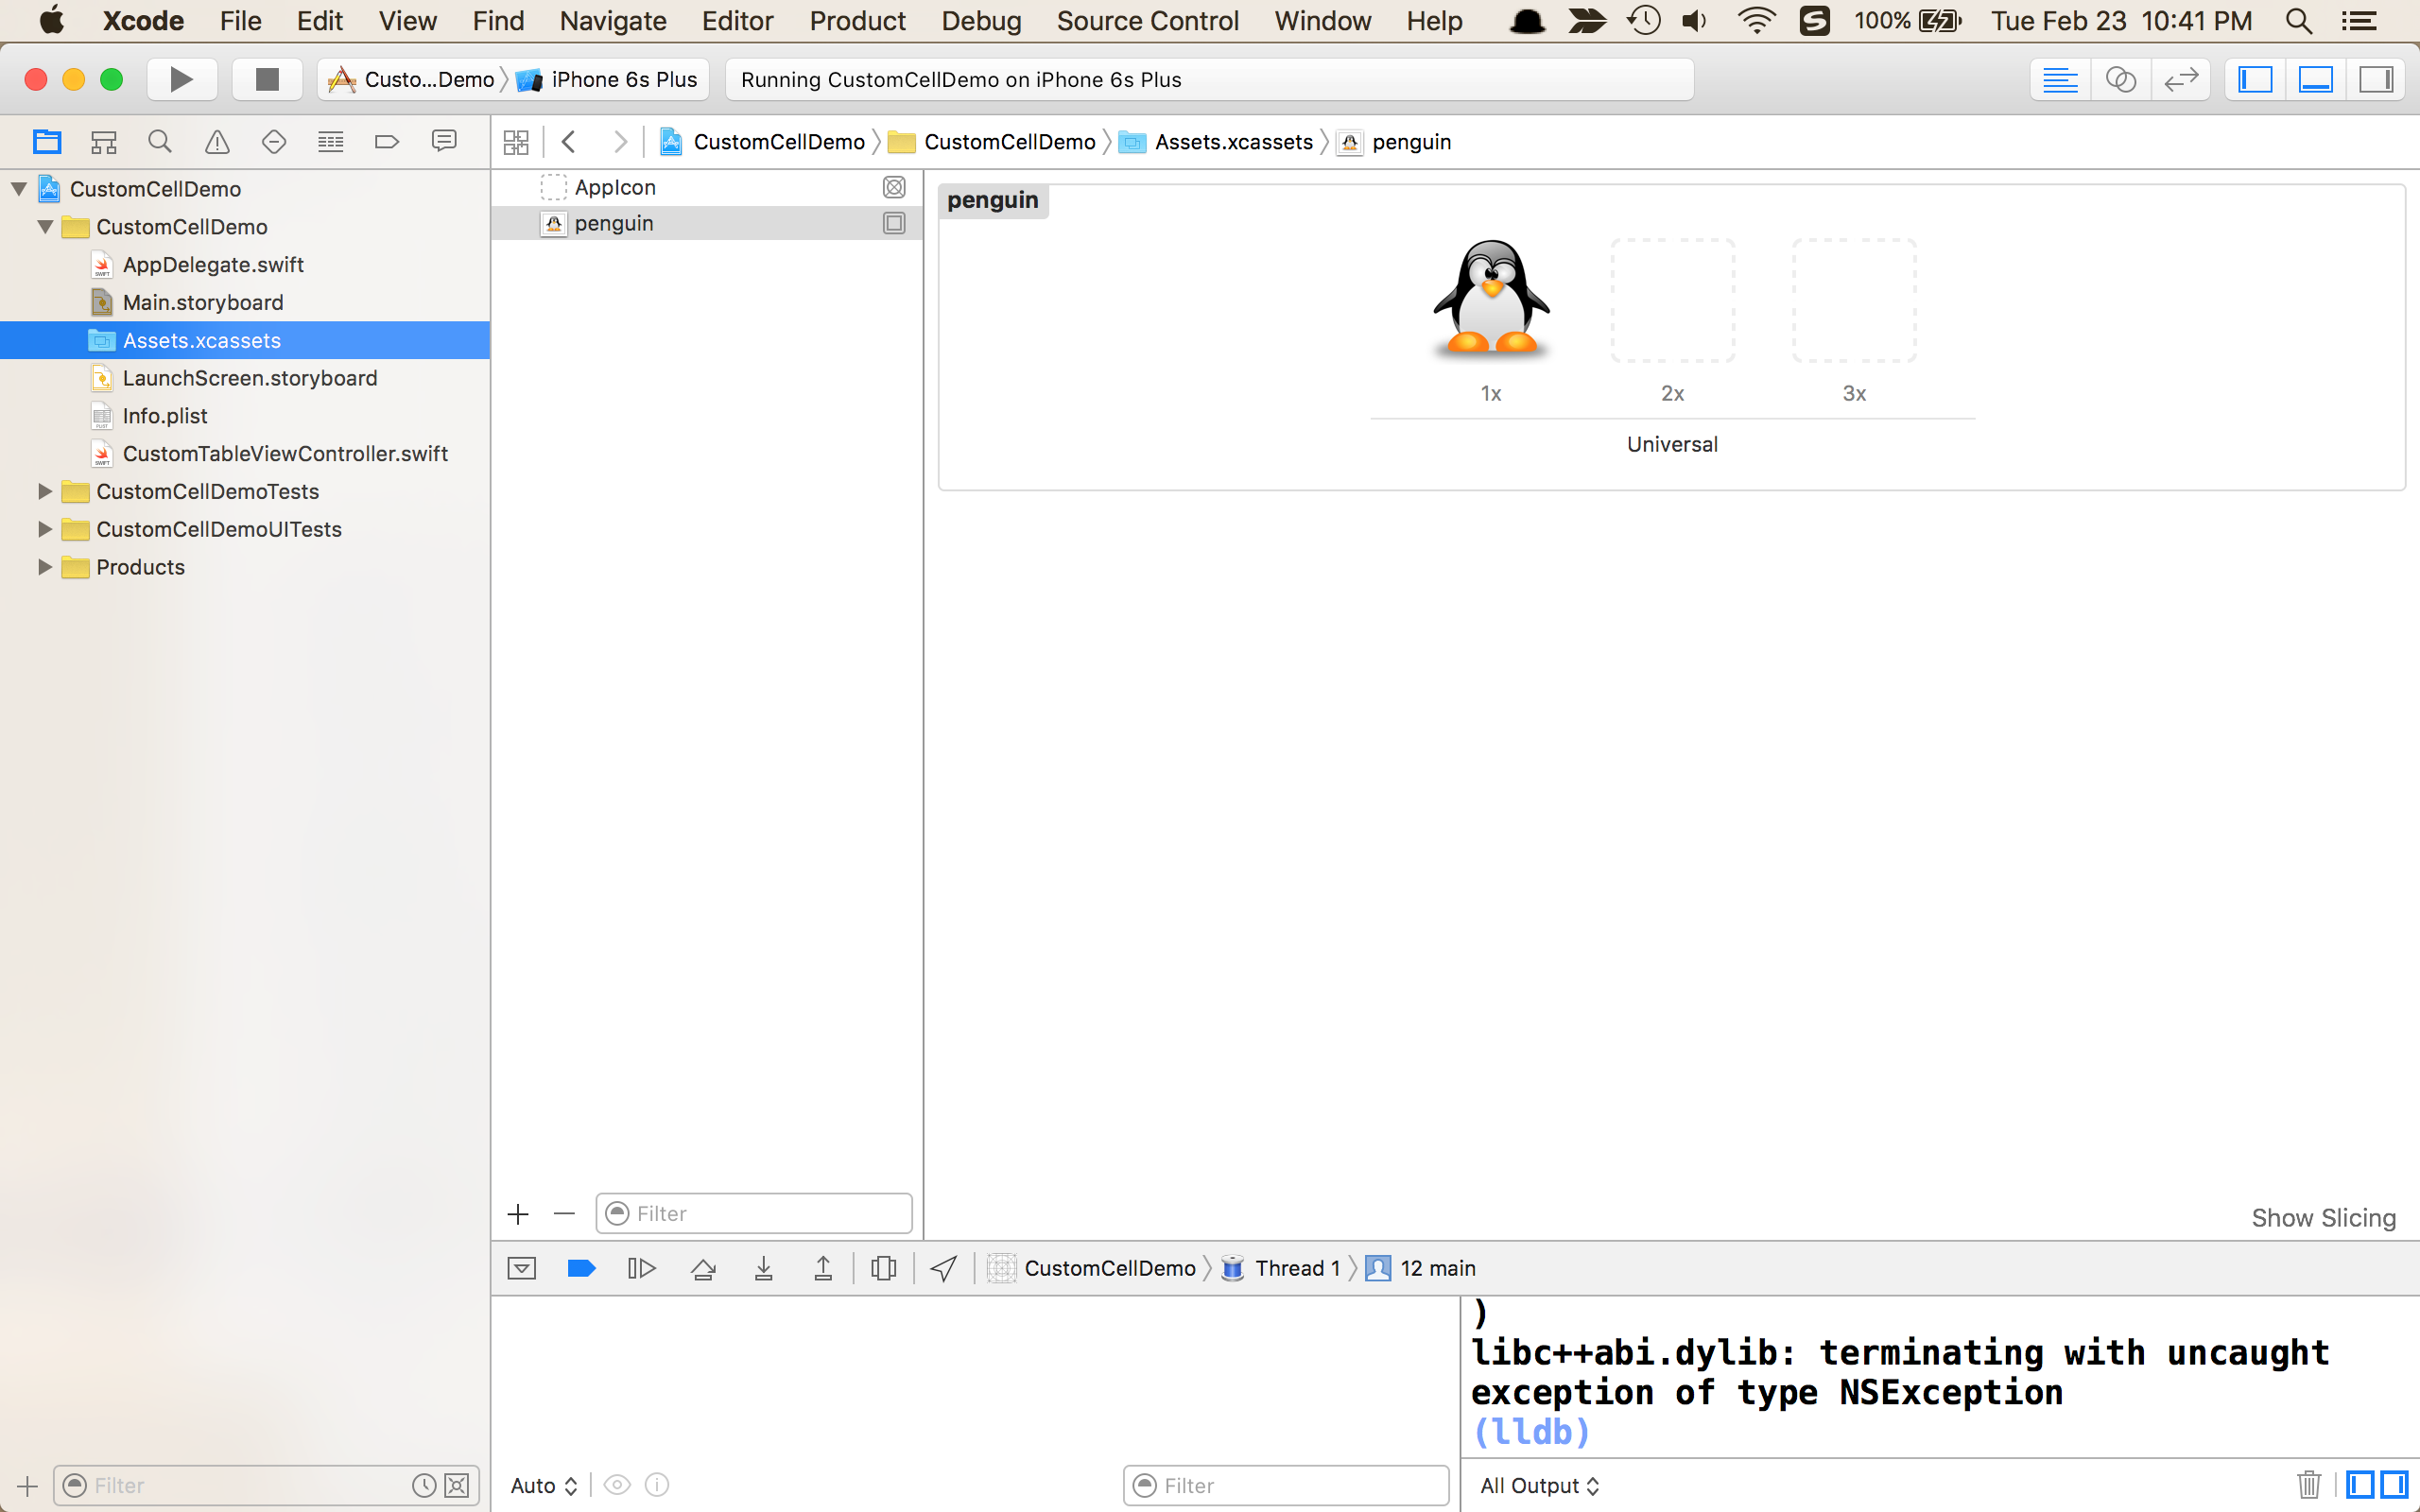 Xcode File Edit View Find Navigate Editor Product Debug Source Control Window Help 100% Tue Feb 23 10:41 PM
Custo...Demo iPhone 6s Plus Running CustomCellDemo on iPhone 6s Plus
CustomCellDemo CustomCellDemo Assets.xcassets penguin
CustomCellDemo
CustomCellDemo
AppDelegate.swift
Main.storyboard
Assets.xcassets
LaunchScreen.storyboard
Info.plist
CustomTableViewController.swift
CustomCellDemoTests
CustomCellDemoUITests
Products
Filter
AppIcon
penguin
Filter
penguin
1x 2x 3x
Universal
Show Slicing
CustomCellDemo Thread 1 12 main
Auto Filter
)
libc++abi.dylib: terminating with uncaught
exception of type NSException
(lldb)
All Output